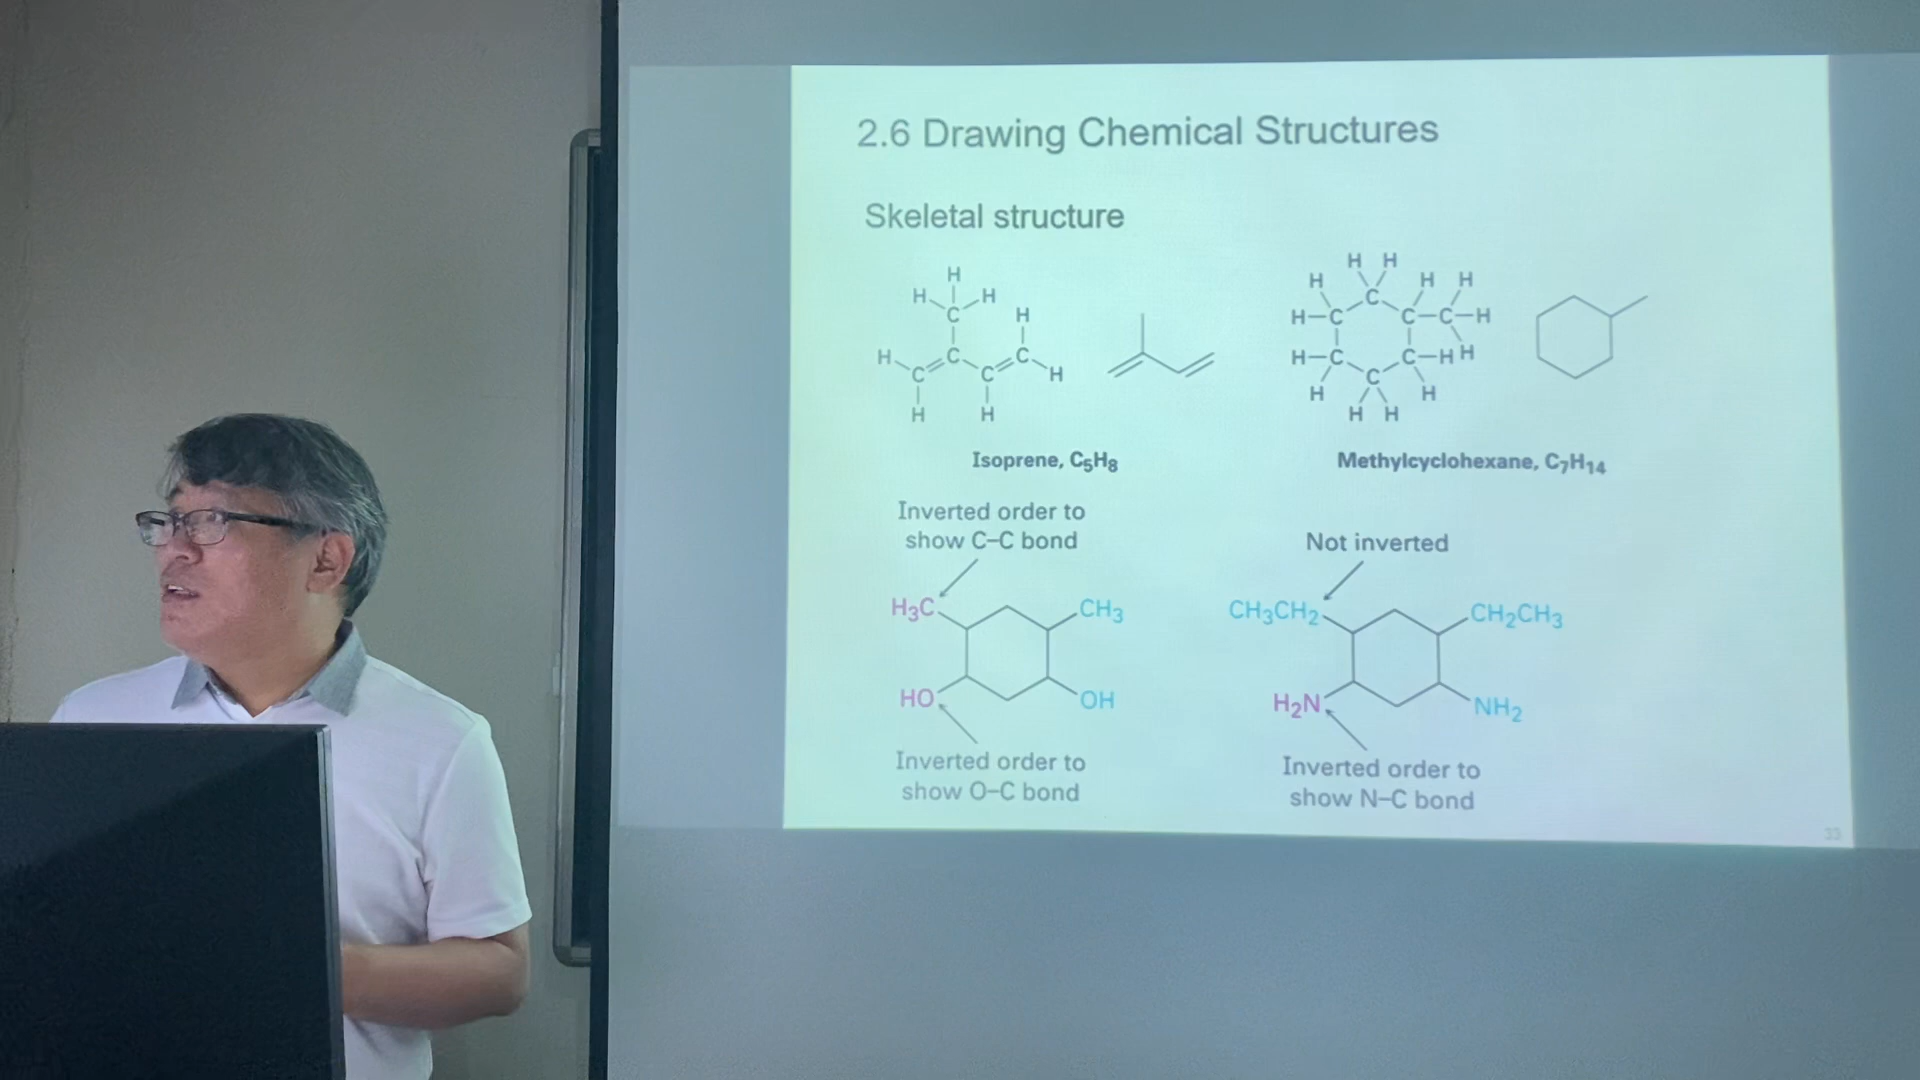 2.6 Drawing Chemical Structures
Skeletal structure
H
H H
C
H
H C C
C C H
H H
H H
H H H
C
H–C C–C–H
H–C C–H H
C
H H
H H
Isoprene, C₅H₈
Methylcyclohexane, C₇H₁₄
Inverted order to
show C–C bond
Not inverted
H₃C CH₃
HO OH
CH₃CH₂ CH₂CH₃
H₂N NH₂
Inverted order to
show O–C bond
Inverted order to
show N–C bond
33